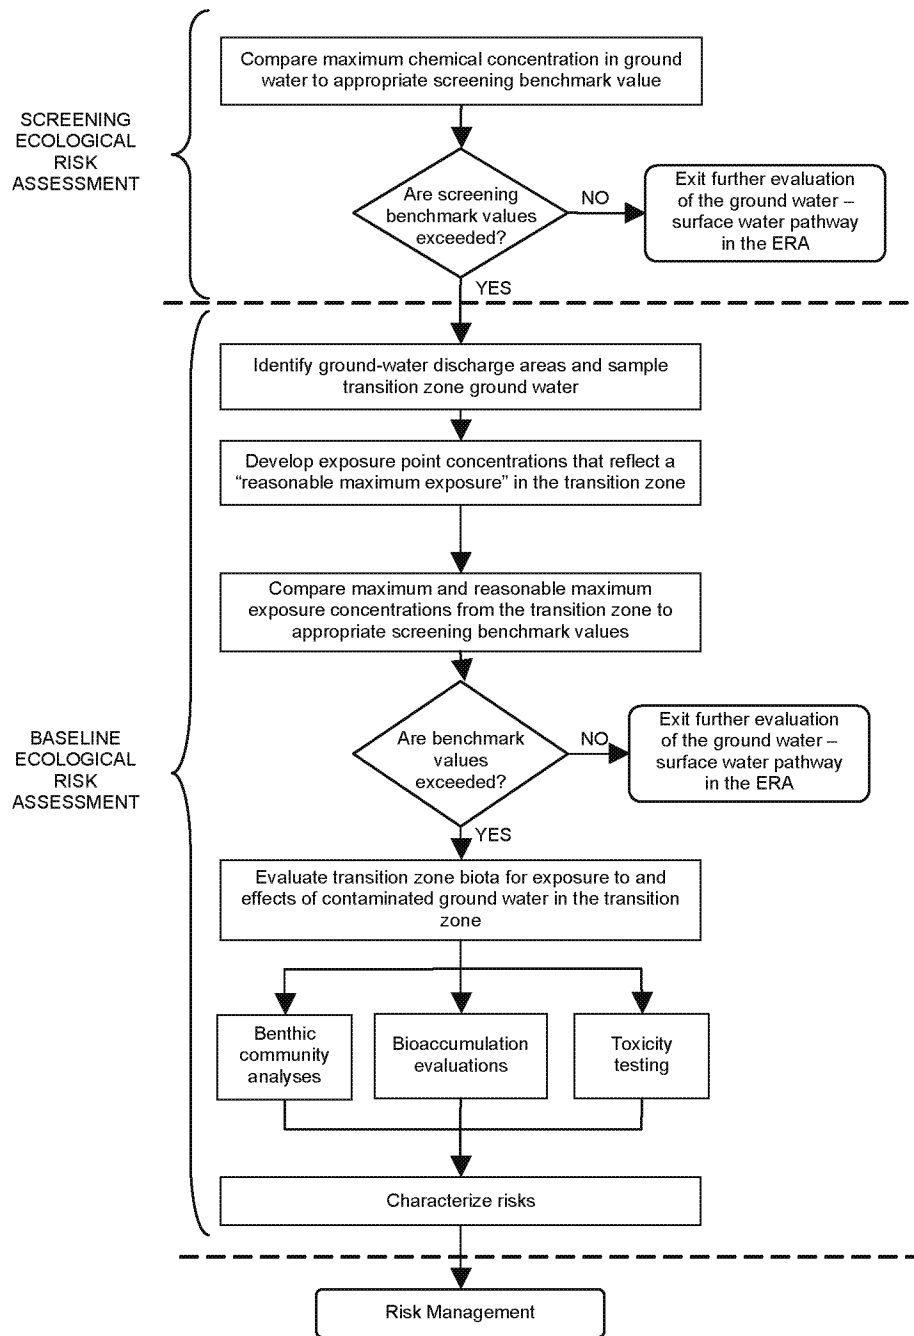 Compare maximum chemical concentration in ground
water to appropriate screening benchmark value
SCREENING
ECOLOGICAL
RISK
ASSESSMENT
Are screening
benchmark values
exceeded?
NO
Exit further evaluation
of the ground water –
surface water pathway
in the ERA
YES
Identify ground-water discharge areas and sample
transition zone ground water
Develop exposure point concentrations that reflect a
“reasonable maximum exposure” in the transition zone
Compare maximum and reasonable maximum
exposure concentrations from the transition zone to
appropriate screening benchmark values
BASELINE
ECOLOGICAL
RISK
ASSESSMENT
Are benchmark
values
exceeded?
NO
Exit further evaluation
of the ground water –
surface water pathway
in the ERA
YES
Evaluate transition zone biota for exposure to and
effects of contaminated ground water in the transition
zone
Benthic
community
analyses
Bioaccumulation
evaluations
Toxicity
testing
Characterize risks
Risk Management